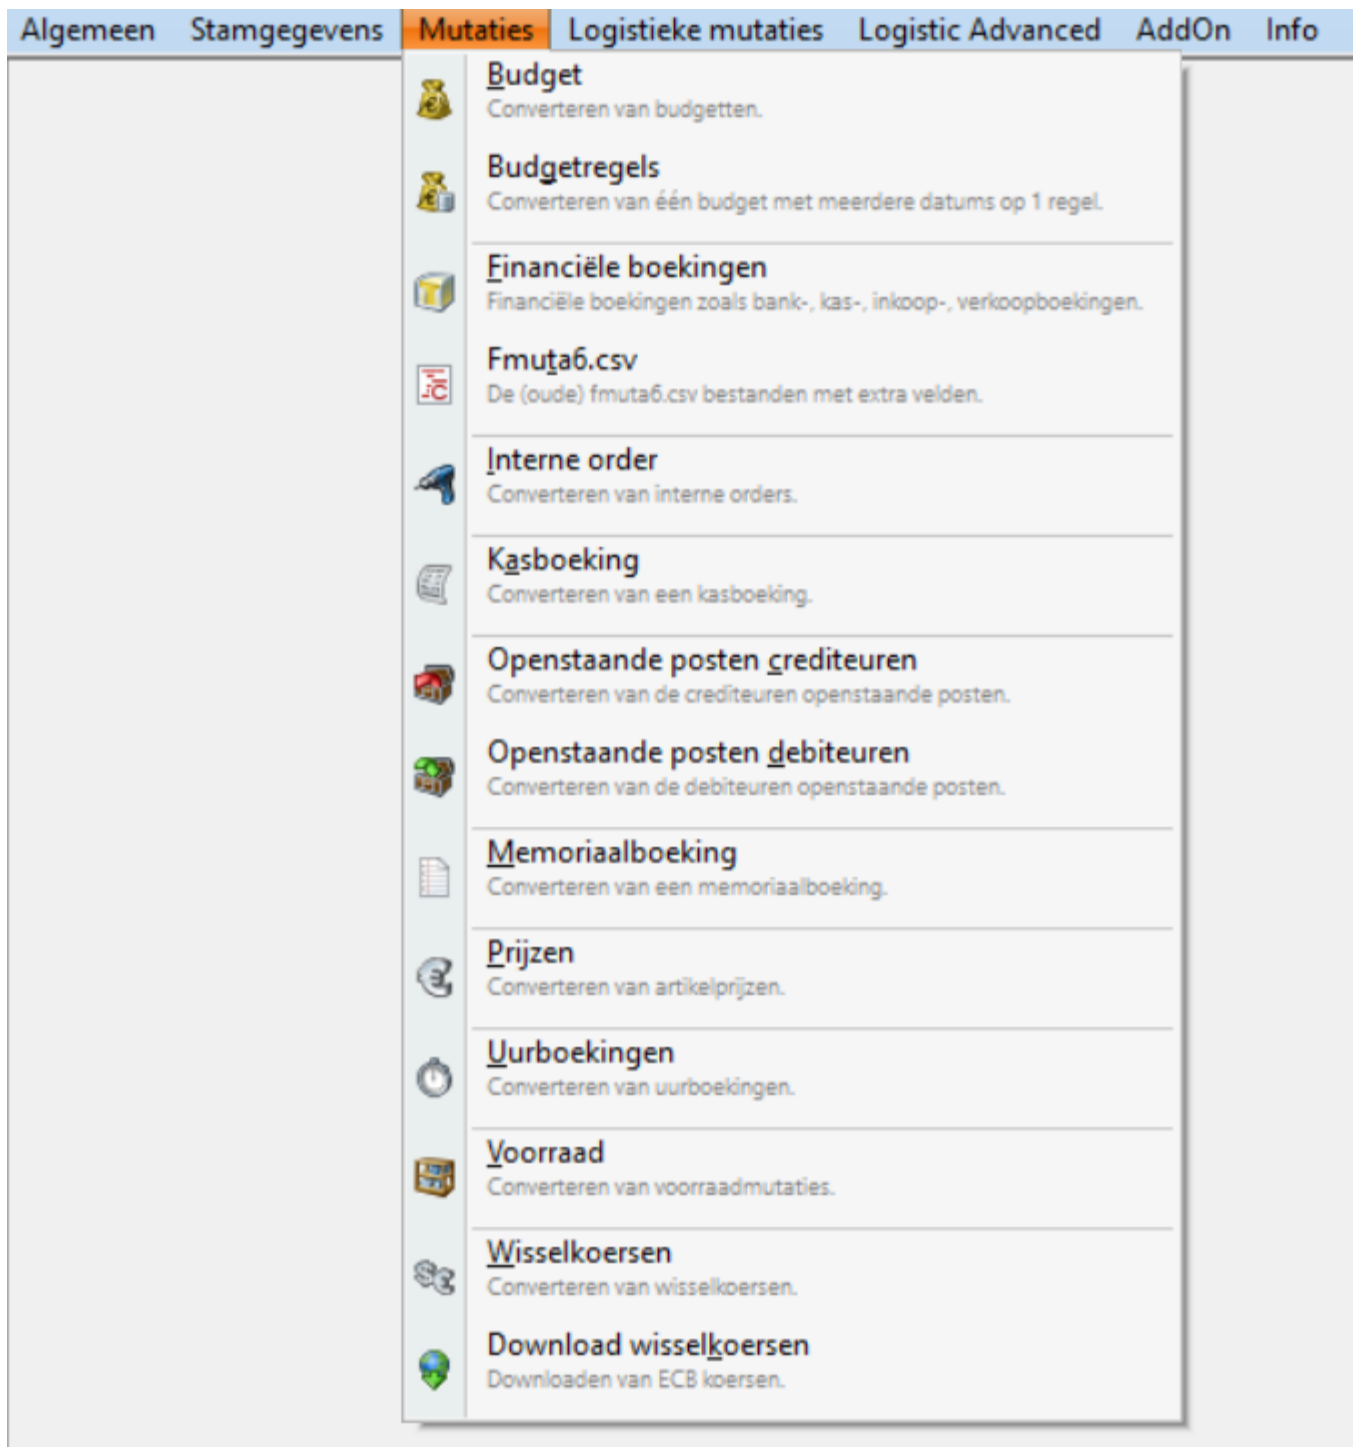 Algemeen Stamgegevens Mutaties Logistieke mutaties Logistic Advanced AddOn Info
Budget
Converteren van budgetten.
Budgetregels
Converteren van één budget met meerdere datums op 1 regel.
Financiële boekingen
Financiële boekingen zoals bank-, kas-, inkoop-, verkoopboekingen.
Fmuta6.csv
De (oude) fmuta6.csv bestanden met extra velden.
Interne order
Converteren van interne orders.
Kasboeking
Converteren van een kasboeking.
Openstaande posten crediteuren
Converteren van de crediteuren openstaande posten.
Openstaande posten debiteuren
Converteren van de debiteuren openstaande posten.
Memoriaalboeking
Converteren van een memoriaalboeking.
Prijzen
Converteren van artikelprijzen.
Uurboekingen
Converteren van uurboekingen.
Voorraad
Converteren van voorraadmutaties.
Wisselkoersen
Converteren van wisselkoersen.
Download wisselkoersen
Downloaden van ECB koersen.